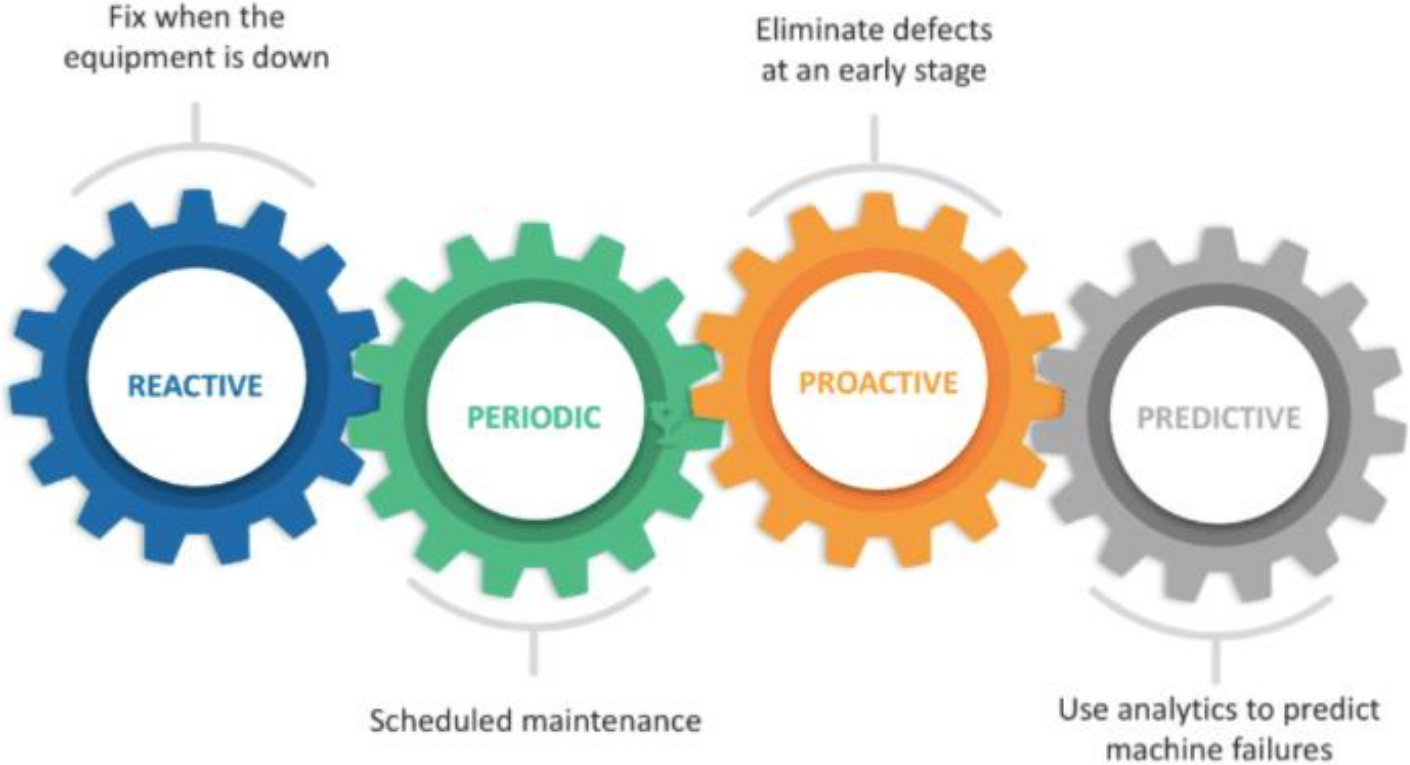 Fix when the
equipment is down
Eliminate defects
at an early stage
REACTIVE
PERIODIC
PROACTIVE
PREDICTIVE
Scheduled maintenance
Use analytics to predict
machine failures